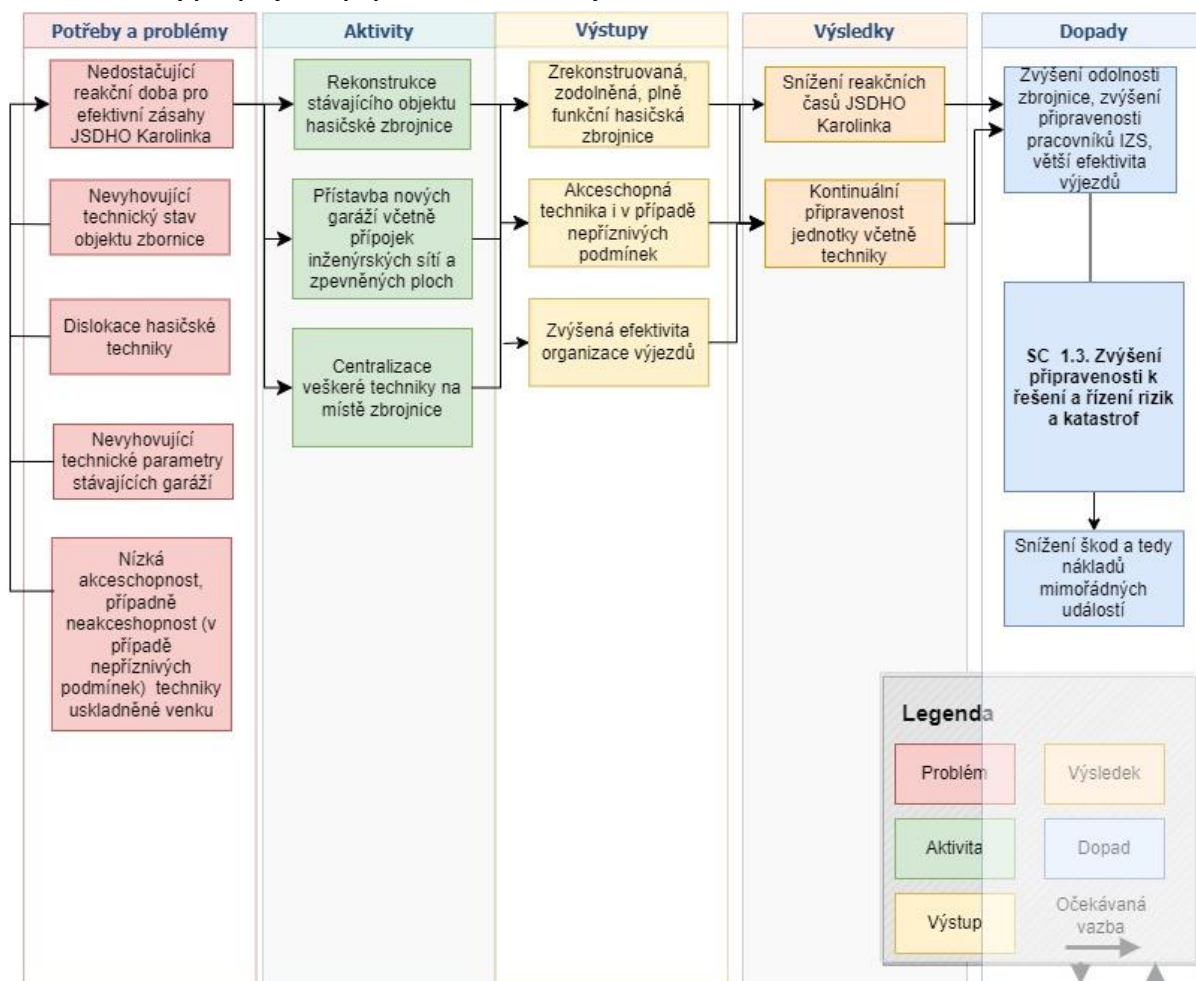 Potřeby a problémy
Aktivity
Výstupy
Výsledky
Dopady
Nedostačující
reakční doba pro
efektivní zásahy
JSDHO Karolinka
Nevyhovující
technický stav
objektu zbornice
Dislokace hasičské
techniky
Nevyhovující
technické parametry
stávajících garáží
Nízká
akceschopnost,
případně
neakceshopnost (v
případě
nepříznivých
podmínek) techniky
uskladněné venku
Rekonstrukce
stávajícího objektu
hasičské zbrojnice
Přístavba nových
garáží včetně
přípojek
inženýrských sítí a
zpevněných ploch
Centralizace
veškeré techniky na
místě zbrojnice
Zrekonstruovaná,
zodolněná, plně
funkční hasičská
zbrojnice
Akceschopná
technika i v případě
nepříznivých
podmínek
Zvýšená efektivita
organizace výjezdů
Snížení reakčních
časů JSDHO
Karolinka
Kontinuální
připravenost
jednotky včetně
techniky
Zvýšení odolnosti
zbrojnice, zvýšení
připravenosti
pracovníků IZS,
větší efektivita
výjezdů
SC 1.3. Zvýšení
připravenosti k
řešení a řízení rizik
a katastrof
Snížení škod a tedy
nákladů
mimořádných
událostí
Legenda
Problém
Výsledek
Aktivita
Dopad
Výstup
Očekávaná
vazba